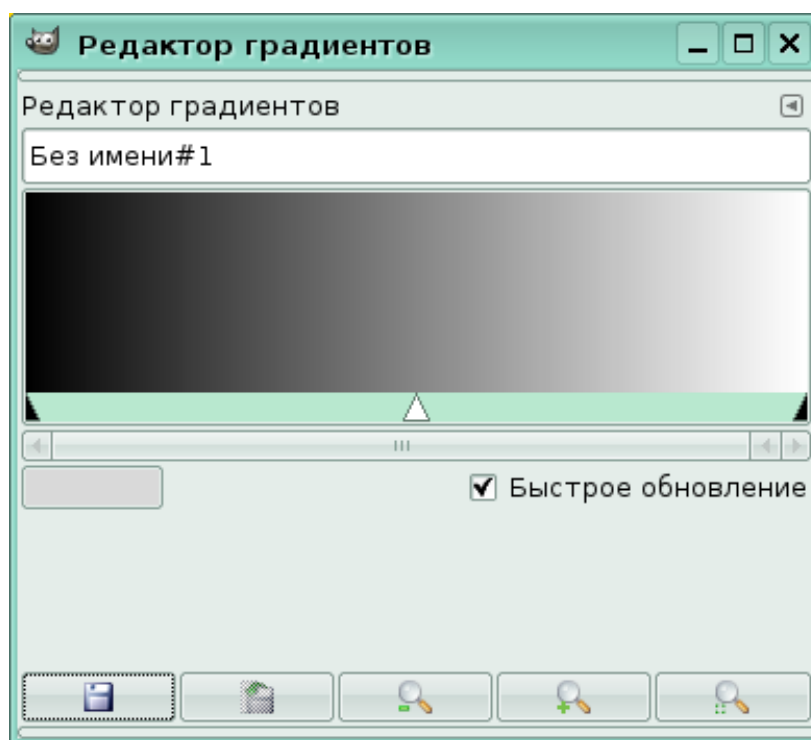 Редактор градиентов
Редактор градиентов
Без имени#1
Быстрое обновление